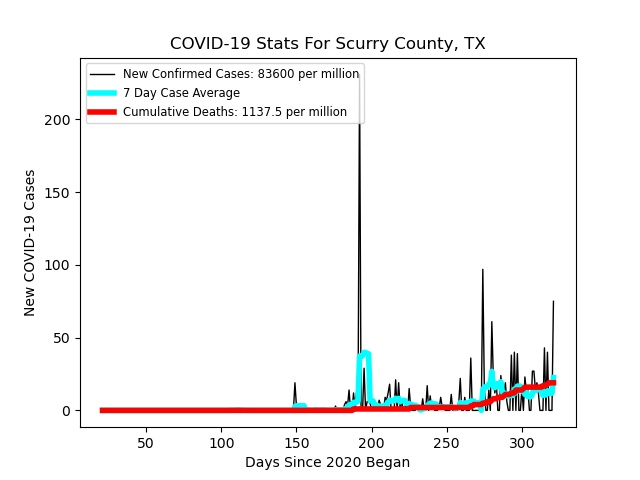 COVID-19 Stats For Scurry County, TX
New Confirmed Cases: 83600 per million
7 Day Case Average
Cumulative Deaths: 1137.5 per million
New COVID-19 Cases
200
150
100
50
0
50 100 150 200 250 300
Days Since 2020 Began